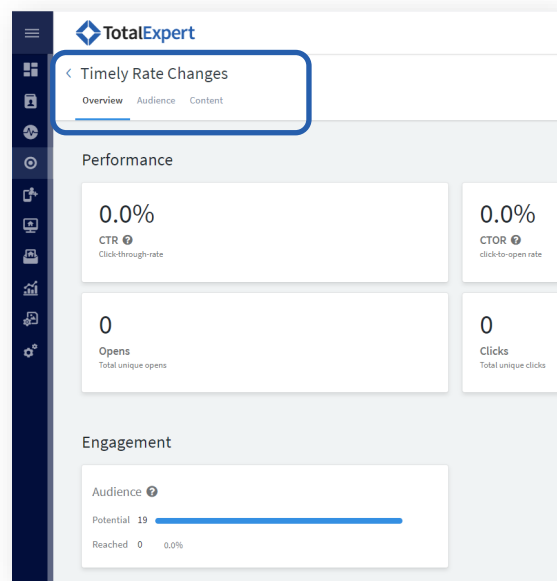 TotalExpert
Timely Rate Changes
Overview Audience Content
Performance
0.0%
CTR ?
Click-through-rate
0.0%
CTOR ?
click-to-open rate
0
Opens
Total unique opens
0
Clicks
Total unique clicks
Engagement
Audience ?
Potential 19
Reached 0 0.0%